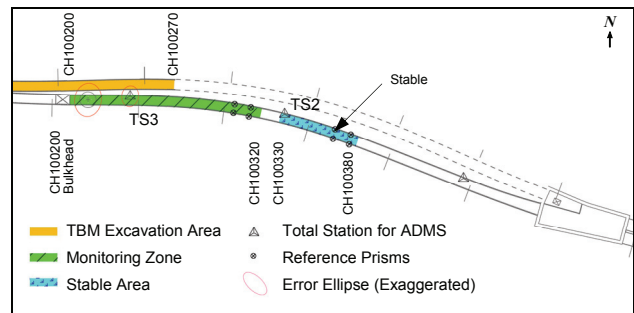 CH100200
CH100270
N
Stable
TS2
TS3
CH100200
Bulkhead
CH100320
CH100330
CH100380
TBM Excavation Area
Total Station for ADMS
Monitoring Zone
Reference Prisms
Stable Area
Error Ellipse (Exaggerated)